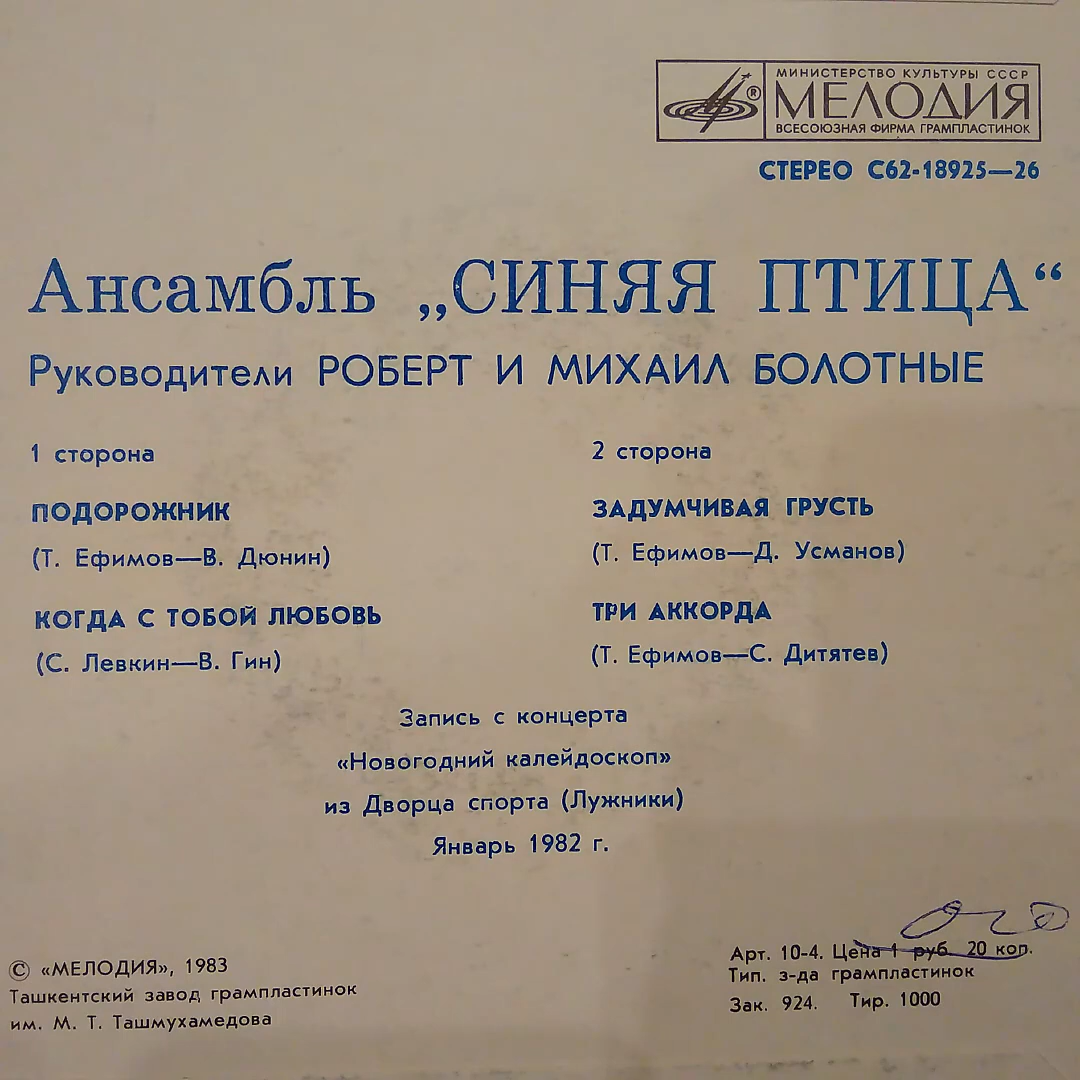 МИНИСТЕРСТВО КУЛЬТУРЫ СССР
МЕЛОДИЯ
ВСЕСОЮЗНАЯ ФИРМА ГРАМПЛАСТИНОК
®
СТЕРЕО С62-18925—26
Ансамбль „СИНЯЯ ПТИЦА“
Руководители РОБЕРТ И МИХАИЛ БОЛОТНЫЕ
1 сторона
ПОДОРОЖНИК
(Т. Ефимов—В. Дюнин)
КОГДА С ТОБОЙ ЛЮБОВЬ
(С. Левкин—В. Гин)
2 сторона
ЗАДУМЧИВАЯ ГРУСТЬ
(Т. Ефимов—Д. Усманов)
ТРИ АККОРДА
(Т. Ефимов—С. Дитятев)
Запись с концерта
«Новогодний калейдоскоп»
из Дворца спорта (Лужники)
Январь 1982 г.
© «МЕЛОДИЯ», 1983
Ташкентский завод грампластинок
им. М. Т. Ташмухамедова
Арт. 10-4. Цена 1 руб. 20 коп.
Тип. з-да грампластинок
Зак. 924. Тир. 1000